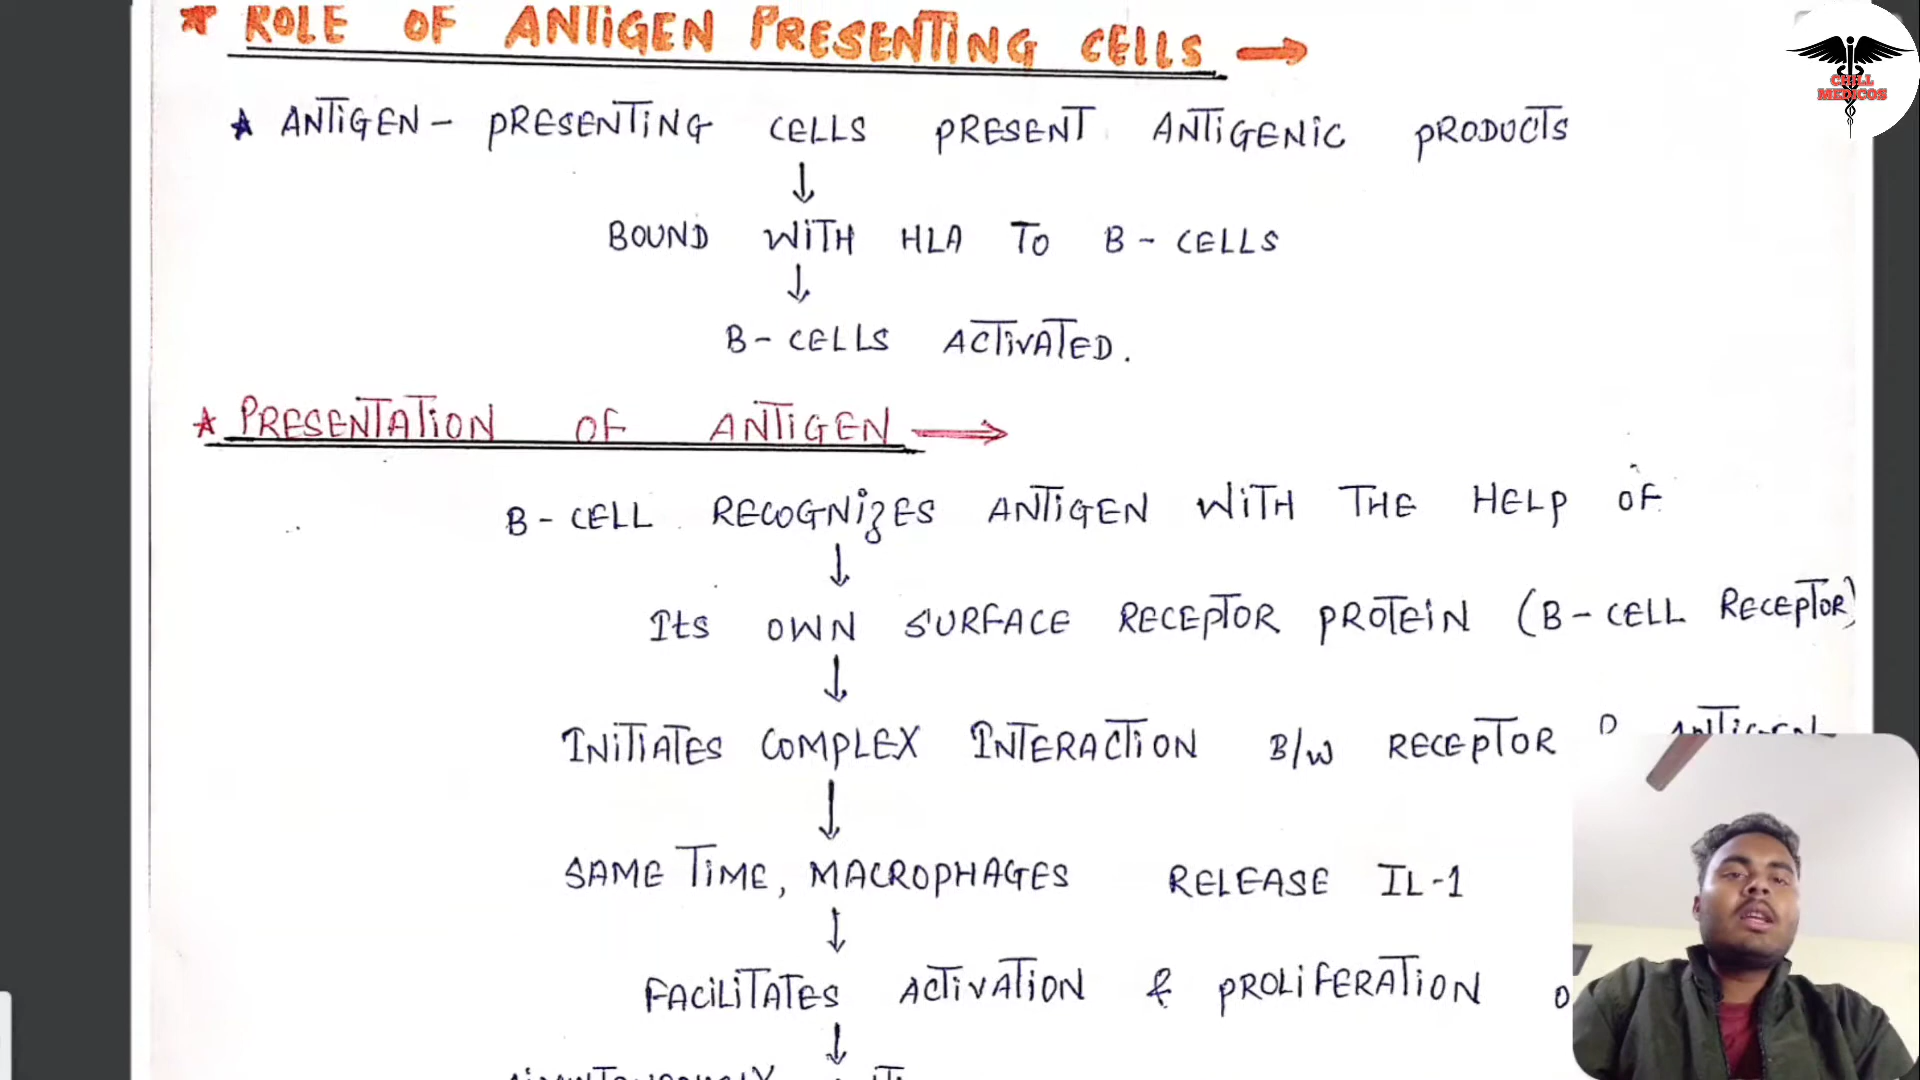 ★ ROLE OF ANTIGEN PRESENTING CELLS →
CHILL
MEDICOS
★ ANTIGEN - PRESENTING CELLS PRESENT ANTIGENIC PRODUCTS
↓
BOUND WITH HLA TO B - CELLS
↓
B - CELLS ACTIVATED.
★ PRESENTATION OF ANTIGEN →
B - CELL RECOGNIZES ANTIGEN WITH THE HELP OF
↓
Its OWN SURFACE RECEPTOR PROTEIN (B - CELL RECEPTOR)
↓
INITIATES COMPLEX INTERACTION B/W RECEPTOR
↓
SAME TIME, MACROPHAGES RELEASE IL-1
↓
FACILITATES ACTIVATION & PROLIFERATION
↓